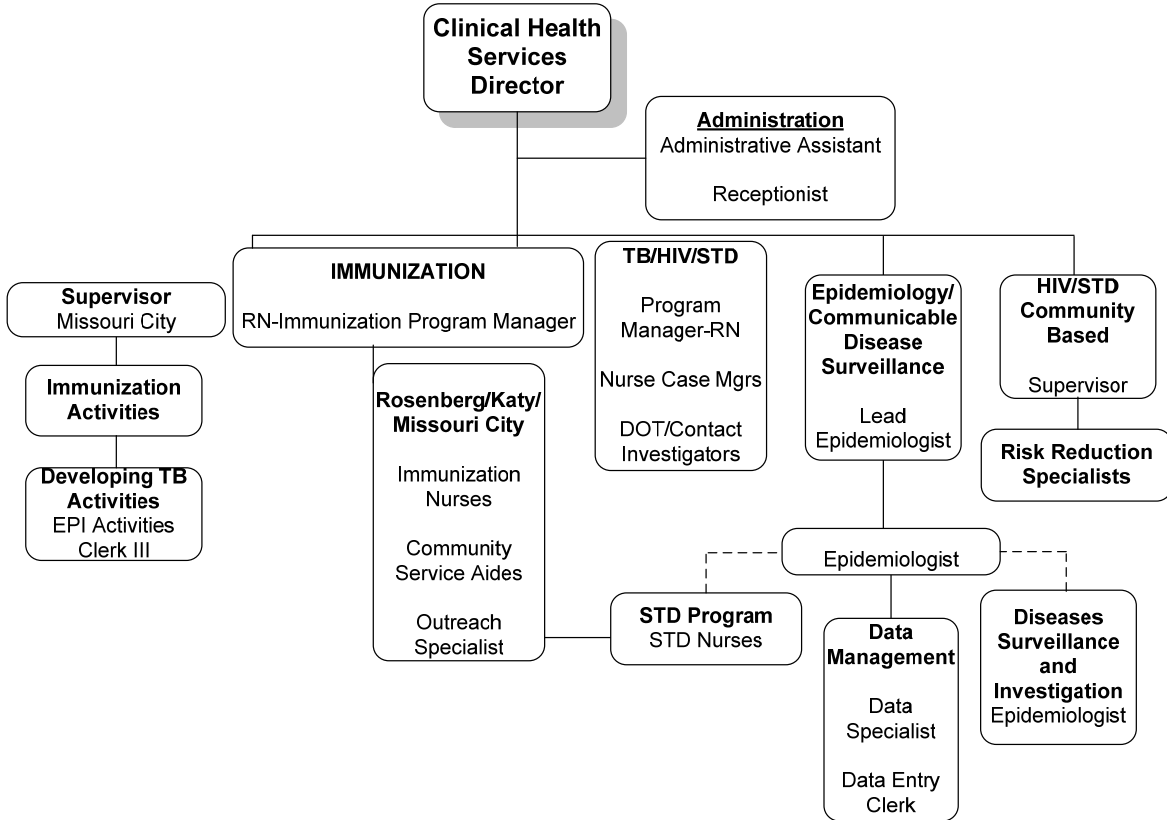 Clinical Health
Services
Director
Administration
Administrative Assistant
Receptionist
Supervisor
Missouri City
Immunization
Activities
Developing TB
Activities
EPI Activities
Clerk III
IMMUNIZATION
RN-Immunization Program Manager
Rosenberg/Katy/
Missouri City
Immunization
Nurses
Community
Service Aides
Outreach
Specialist
TB/HIV/STD
Program
Manager-RN
Nurse Case Mgrs
DOT/Contact
Investigators
Epidemiology/
Communicable
Disease
Surveillance
Lead
Epidemiologist
HIV/STD
Community
Based
Supervisor
Risk Reduction
Specialists
Epidemiologist
STD Program
STD Nurses
Data
Management
Data
Specialist
Data Entry
Clerk
Diseases
Surveillance
and
Investigation
Epidemiologist